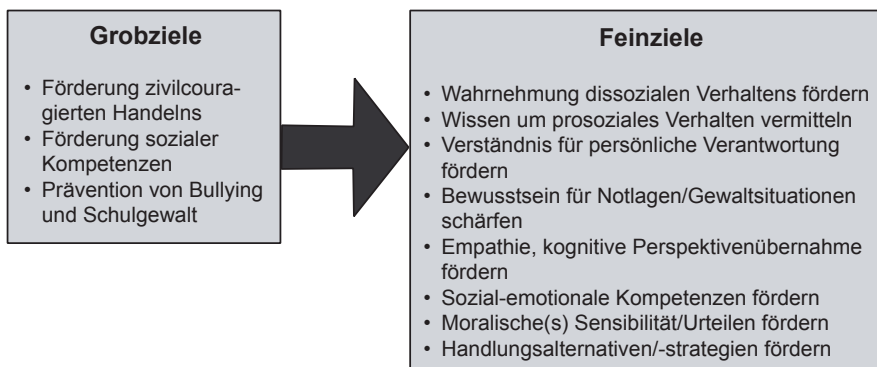 Grobziele
• Förderung zivilcoura-
gierten Handelns
• Förderung sozialer
Kompetenzen
• Prävention von Bullying
und Schulgewalt
Feinziele
• Wahrnehmung dissozialen Verhaltens fördern
• Wissen um prosoziales Verhalten vermitteln
• Verständnis für persönliche Verantwortung
fördern
• Bewusstsein für Notlagen/Gewaltsituationen
schärfen
• Empathie, kognitive Perspektivenübernahme
fördern
• Sozial-emotionale Kompetenzen fördern
• Moralische(s) Sensibilität/Urteilen fördern
• Handlungsalternativen/-strategien fördern